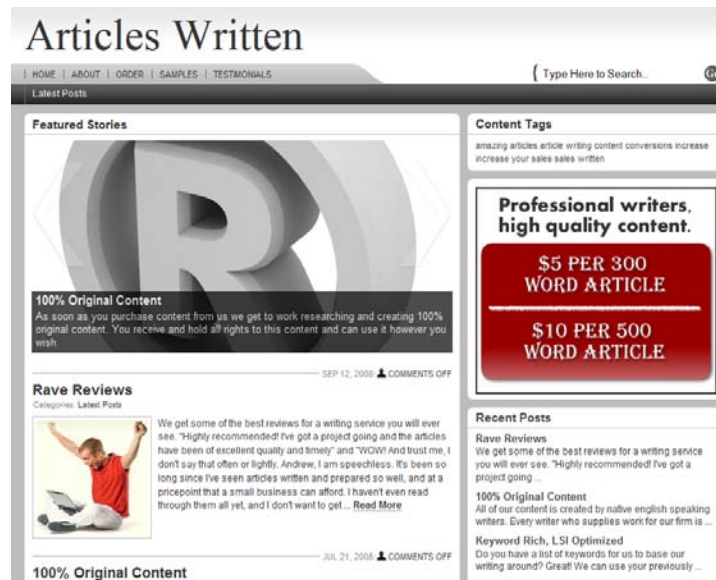 Articles Written
| HOME | ABOUT | ORDER | SAMPLES | TESTIMONIALS
Type Here to Search..
Latest Posts
Featured Stories
R
100% Original Content
As soon as you purchase content from us we get to work researching and creating 100%
original content. You receive and hold all rights to this content and can use it however you
wish.
SEP 12, 2008 COMMENTS OFF
Rave Reviews
Categories: Latest Posts
We get some of the best reviews for a writing service you will ever
see. "Highly recommended! I've got a project going and the articles
have been of excellent quality and timely" and "WOW! And trust me, I
don't say that often or lightly. Andrew, I am speechless. It's been so
long since I've seen articles written and prepared so well, and at a
pricepoint that a small business can afford. I haven't even read
through them all yet, and I don't want to get ... Read More
JUL 21, 2008 COMMENTS OFF
100% Original Content
Content Tags
amazing articles article writing content conversions increase
increase your sales sales written
Professional writers,
high quality content.
$5 PER 300
WORD ARTICLE
$10 PER 500
WORD ARTICLE
Recent Posts
Rave Reviews
We get some of the best reviews for a writing service
you will ever see. "Highly recommended! I've got a
project going ...
100% Original Content
All of our content is created by native english speaking
writers. Every writer who supplies work for our firm is ...
Keyword Rich, LSI Optimized
Do you have a list of keywords for us to base our
writing around? Great! We can use your previously ...